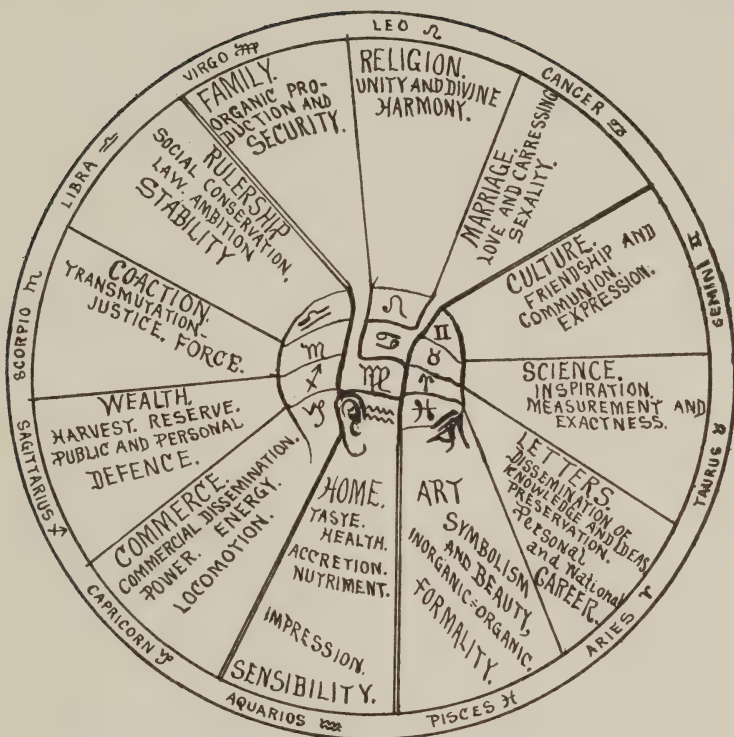 LEO ♌
RELIGION.
UNITY AND DIVINE
HARMONY.
CANCER ♋
MARRIAGE.
LOVE AND CARRESSING
SEXALITY.
GEMINI ♊
CULTURE.
FRIENDSHIP AND
COMMUNION.
EXPRESSION.
TAURUS ♉
SCIENCE.
INSPIRATION.
MEASUREMENT AND
EXACTNESS.
ARIES ♈
LETTERS.
DISSEMINATION OF
KNOWLEDGE AND IDEAS
PRESERVATION.
Personal
and National
CAREER.
PISCES ♓
ART
SYMBOLISM
AND BEAUTY,
INORGANIC=ORGANIC.
FORMALITY.
AQUARIOS ♒
HOME.
TASTE.
HEALTH.
ACCRETION.
NUTRIMENT.
IMPRESSION.
SENSIBILITY.
CAPRICORN ♑
COMMERCE.
COMMERCIAL DISSEMINATION.
POWER. ENERGY.
LOCOMOTION.
SAGITTARIUS ♐
WEALTH.
HARVEST. RESERVE.
PUBLIC AND PERSONAL
DEFENCE.
SCORPIO ♏
COACTION.
TRANSMUTATION.
JUSTICE. FORCE.
LIBRA ♎
RULERSHIP
SOCIAL CONSERVATION.
LAW. AMBITION
STABILITY
VIRGO ♍
FAMILY.
ORGANIC PRO-
DUCTION AND
SECURITY.
♎ ♌
♋ ♊
♏ ♉
♐ ♍ ♈
♑ ♒ ♓